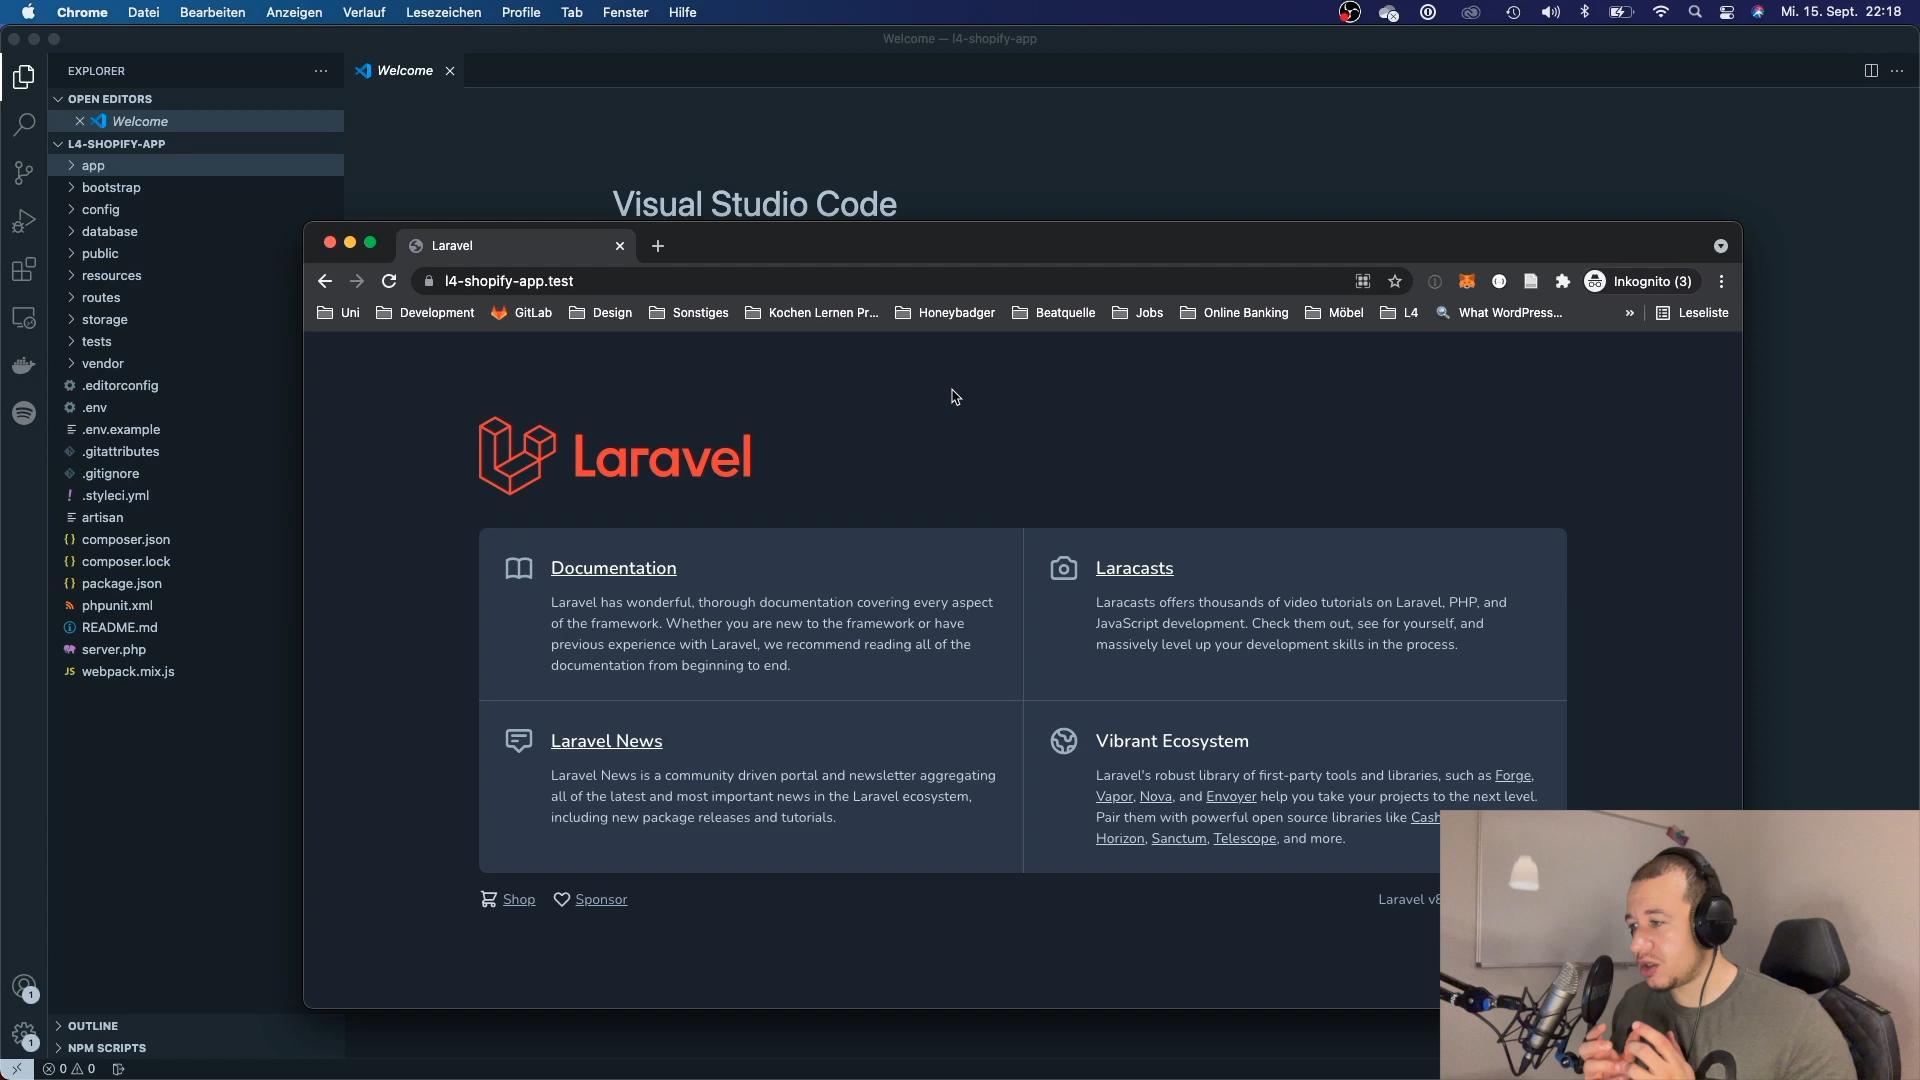 Chrome Datei Bearbeiten Anzeigen Verlauf Lesezeichen Profile Tab Fenster Hilfe
Mi. 15. Sept. 22:18
Welcome — l4-shopify-app
EXPLORER
Welcome
OPEN EDITORS
Welcome
L4-SHOPIFY-APP
app
bootstrap
config
database
public
resources
routes
storage
tests
vendor
.editorconfig
.env
.env.example
.gitattributes
.gitignore
.styleci.yml
artisan
composer.json
composer.lock
package.json
phpunit.xml
README.md
server.php
webpack.mix.js
OUTLINE
NPM SCRIPTS
1
1
0 0
Visual Studio Code
Laravel
l4-shopify-app.test
Inkognito (3)
Uni Development GitLab Design Sonstiges Kochen Lernen Pr... Honeybadger Beatquelle Jobs Online Banking Möbel L4 What WordPress... » Leseliste
Laravel
Documentation
Laravel has wonderful, thorough documentation covering every aspect
of the framework. Whether you are new to the framework or have
previous experience with Laravel, we recommend reading all of the
documentation from beginning to end.
Laracasts
Laracasts offers thousands of video tutorials on Laravel, PHP, and
JavaScript development. Check them out, see for yourself, and
massively level up your development skills in the process.
Laravel News
Laravel News is a community driven portal and newsletter aggregating
all of the latest and most important news in the Laravel ecosystem,
including new package releases and tutorials.
Vibrant Ecosystem
Laravel's robust library of first-party tools and libraries, such as Forge,
Vapor, Nova, and Envoyer help you take your projects to the next level.
Pair them with powerful open source libraries like Cash
Horizon, Sanctum, Telescope, and more.
Shop Sponsor
Laravel v8